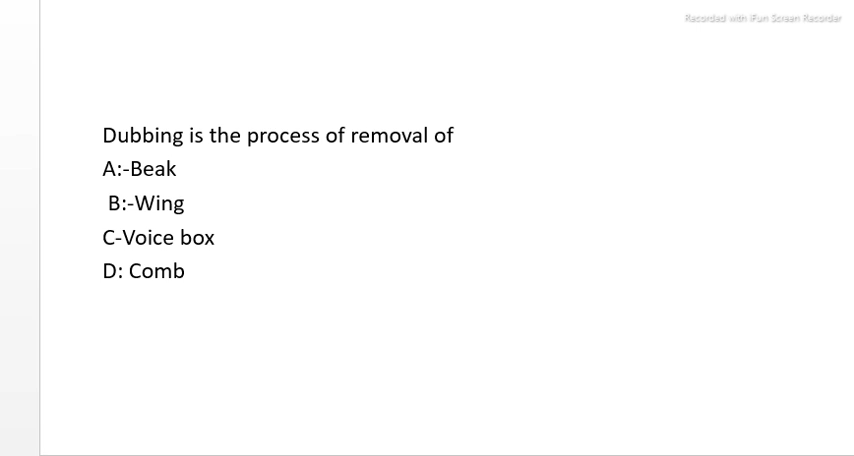 Recorded with iFun Screen Recorder
Dubbing is the process of removal of
A:-Beak
B:-Wing
C-Voice box
D: Comb